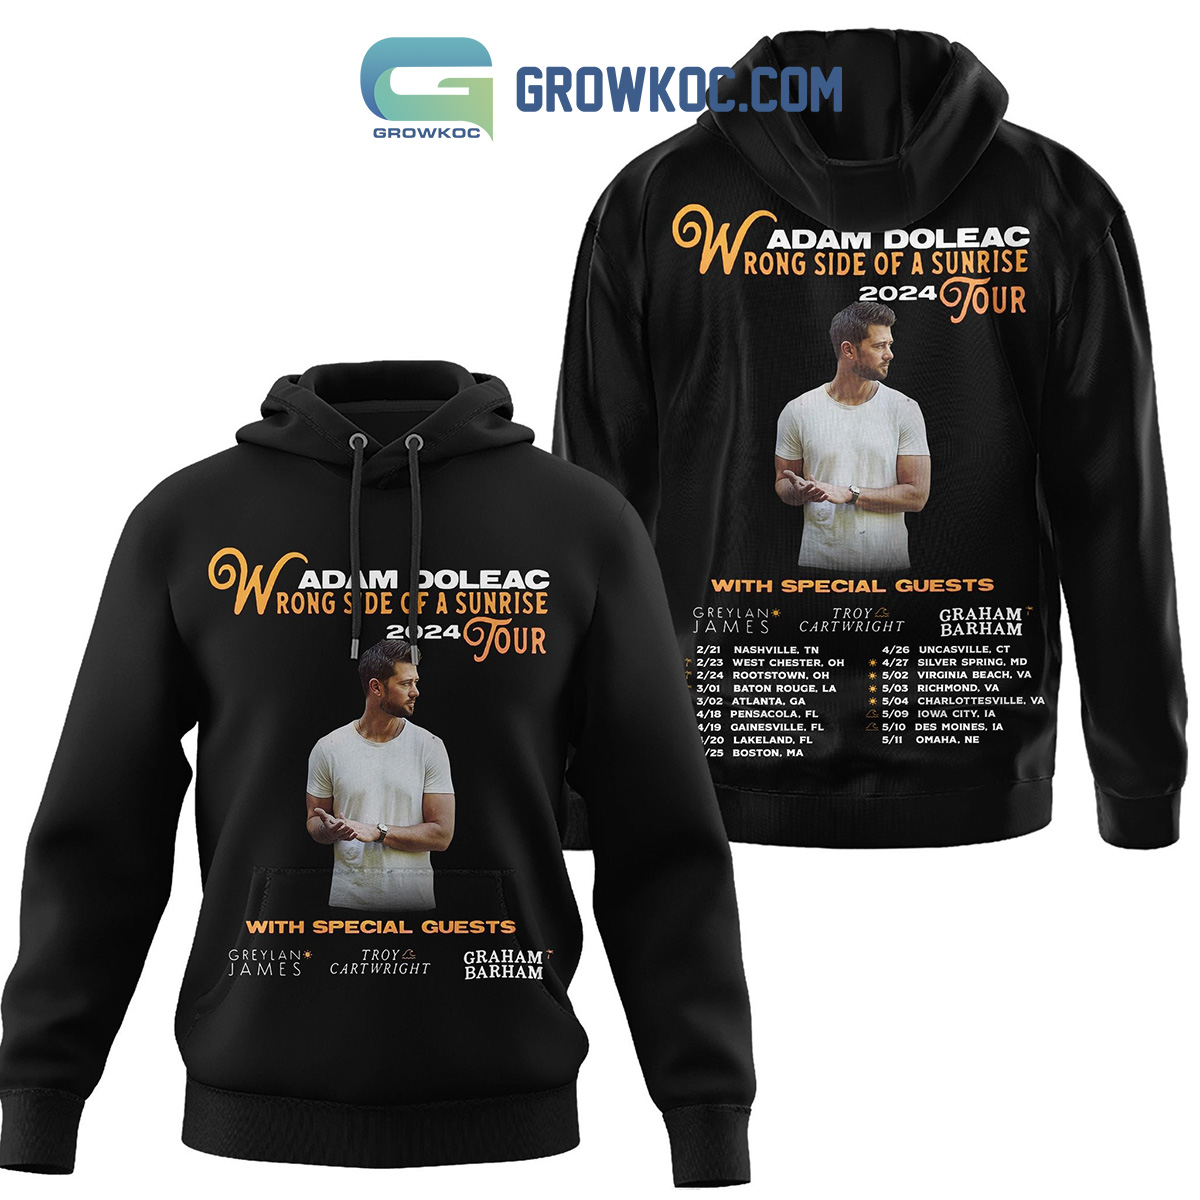 GROWKOC
GROWKOC.COM
ADAM DOLEAC
WRONG SIDE OF A SUNRISE
2024 TOUR
WITH SPECIAL GUESTS
GREYLAN JAMES
TROY CARTWRIGHT
GRAHAM BARHAM
2/21 NASHVILLE, TN
2/23 WEST CHESTER, OH
2/24 ROOTSTOWN, OH
3/01 BATON ROUGE, LA
3/02 ATLANTA, GA
4/18 PENSACOLA, FL
4/19 GAINESVILLE, FL
/20 LAKELAND, FL
/25 BOSTON, MA
4/26 UNCASVILLE, CT
4/27 SILVER SPRING, MD
5/02 VIRGINIA BEACH, VA
5/03 RICHMOND, VA
5/04 CHARLOTTESVILLE, VA
5/09 IOWA CITY, IA
5/10 DES MOINES, IA
5/11 OMAHA, NE
ADAM DOLEAC
WRONG SIDE OF A SUNRISE
2024 TOUR
WITH SPECIAL GUESTS
GREYLAN JAMES
TROY CARTWRIGHT
GRAHAM BARHAM